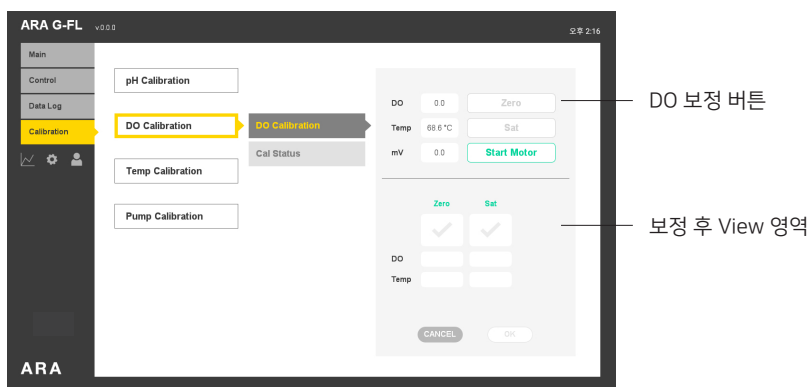 ARA G-FL v.0.0.0
오후 2:16
Main
Control
Data Log
Calibration
pH Calibration
DO Calibration
Temp Calibration
Pump Calibration
DO Calibration
Cal Status
DO 0.0 Zero
Temp 68.6 °C Sat
mV 0.0 Start Motor
Zero Sat
DO
Temp
CANCEL OK
ARA
DO 보정 버튼
보정 후 View 영역